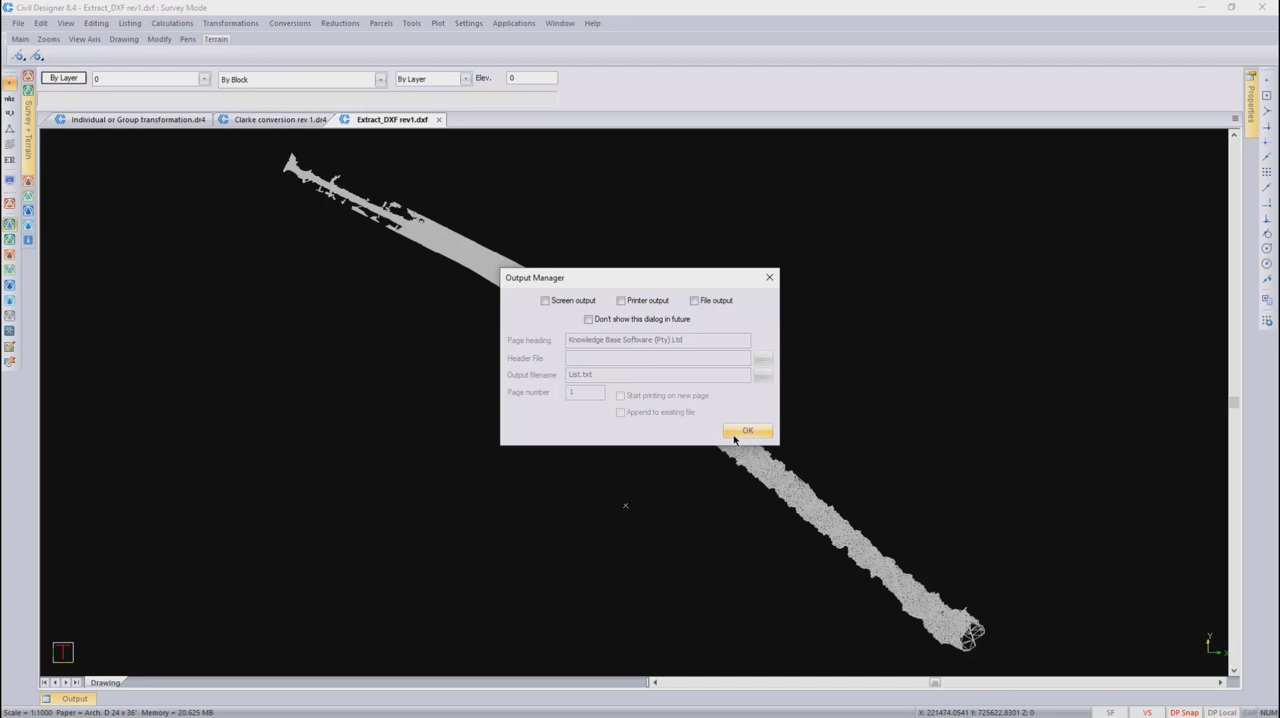 Civil Designer 8.4 - Extract_DXF rev1.dxf : Survey Mode
File Edit View Editing Listing Calculations Transformations Conversions Reductions Parcels Tools Plot Settings Applications Window Help
Main Zooms View Axis Drawing Modify Pens Terrain
By Layer 0 By Block By Layer Elev. 0
Individual or Group transformation.dr4 Clarke conversion rev 1.dr4 Extract_DXF rev1.dxf
Survey + Terrain
ER
Properties
Output Manager
Screen output Printer output File output
Don't show this dialog in future
Page heading Knowledge Base Software (Pty) Ltd
Header File
Output filename List.txt
Page number 1 Start printing on new page
Append to existing file
OK
T
Y
X
Drawing
Output
Scale = 1:1000 Paper = Arch. D 24 x 36" Memory = 20.625 MB X: 221474.0541 Y: 725622.8301 Z: 0 SF VS DP Snap DP Local CAP NUM